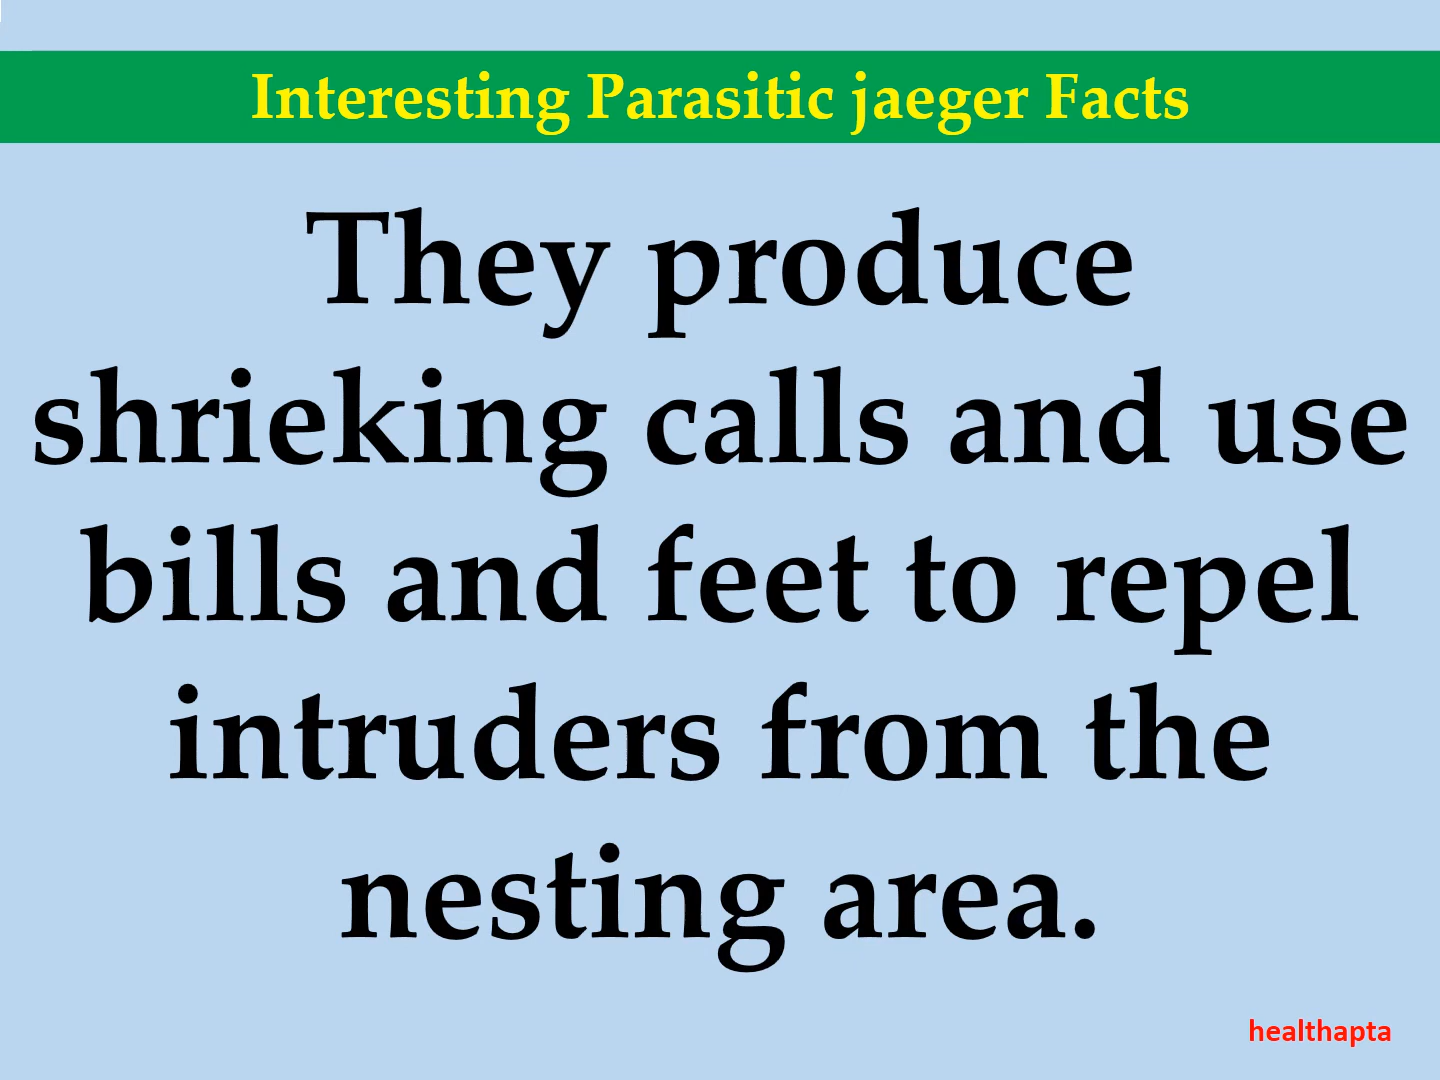 Interesting Parasitic jaeger Facts
They produce
shrieking calls and use
bills and feet to repel
intruders from the
nesting area.
healthapta